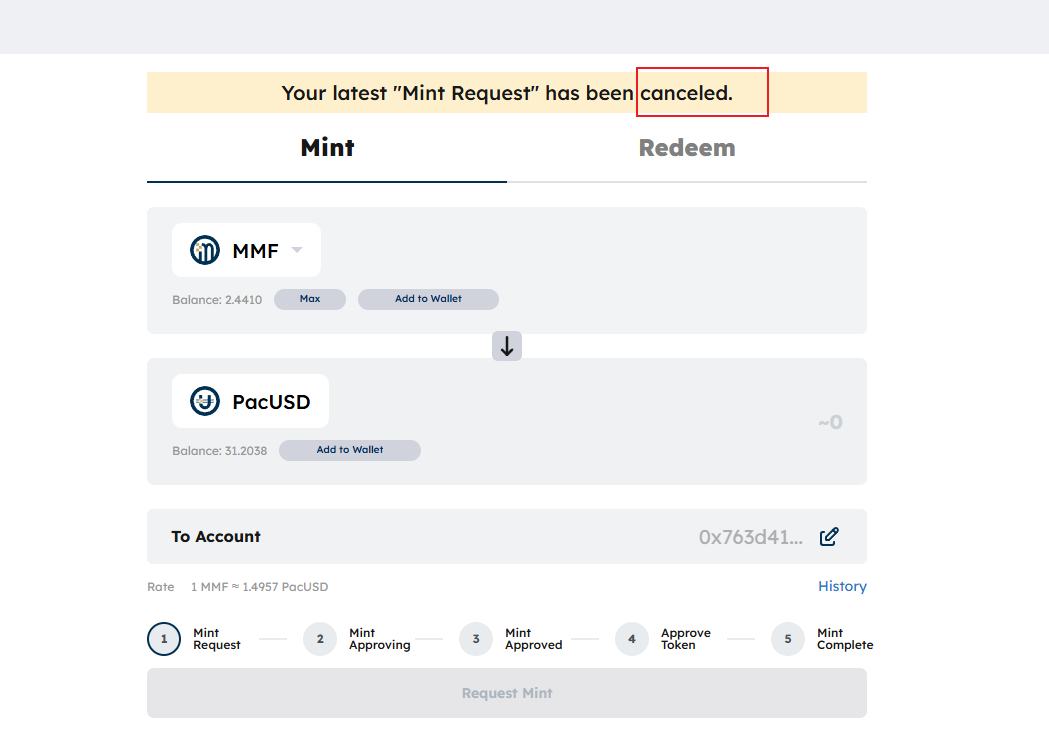 Your latest "Mint Request" has been canceled.
Mint Redeem
MMF
Balance: 2.4410 Max Add to Wallet
PacUSD
~0
Balance: 31.2038 Add to Wallet
To Account 0x763d41...
Rate 1 MMF ≈ 1.4957 PacUSD History
1 Mint Request 2 Mint Approving 3 Mint Approved 4 Approve Token 5 Mint Complete
Request Mint